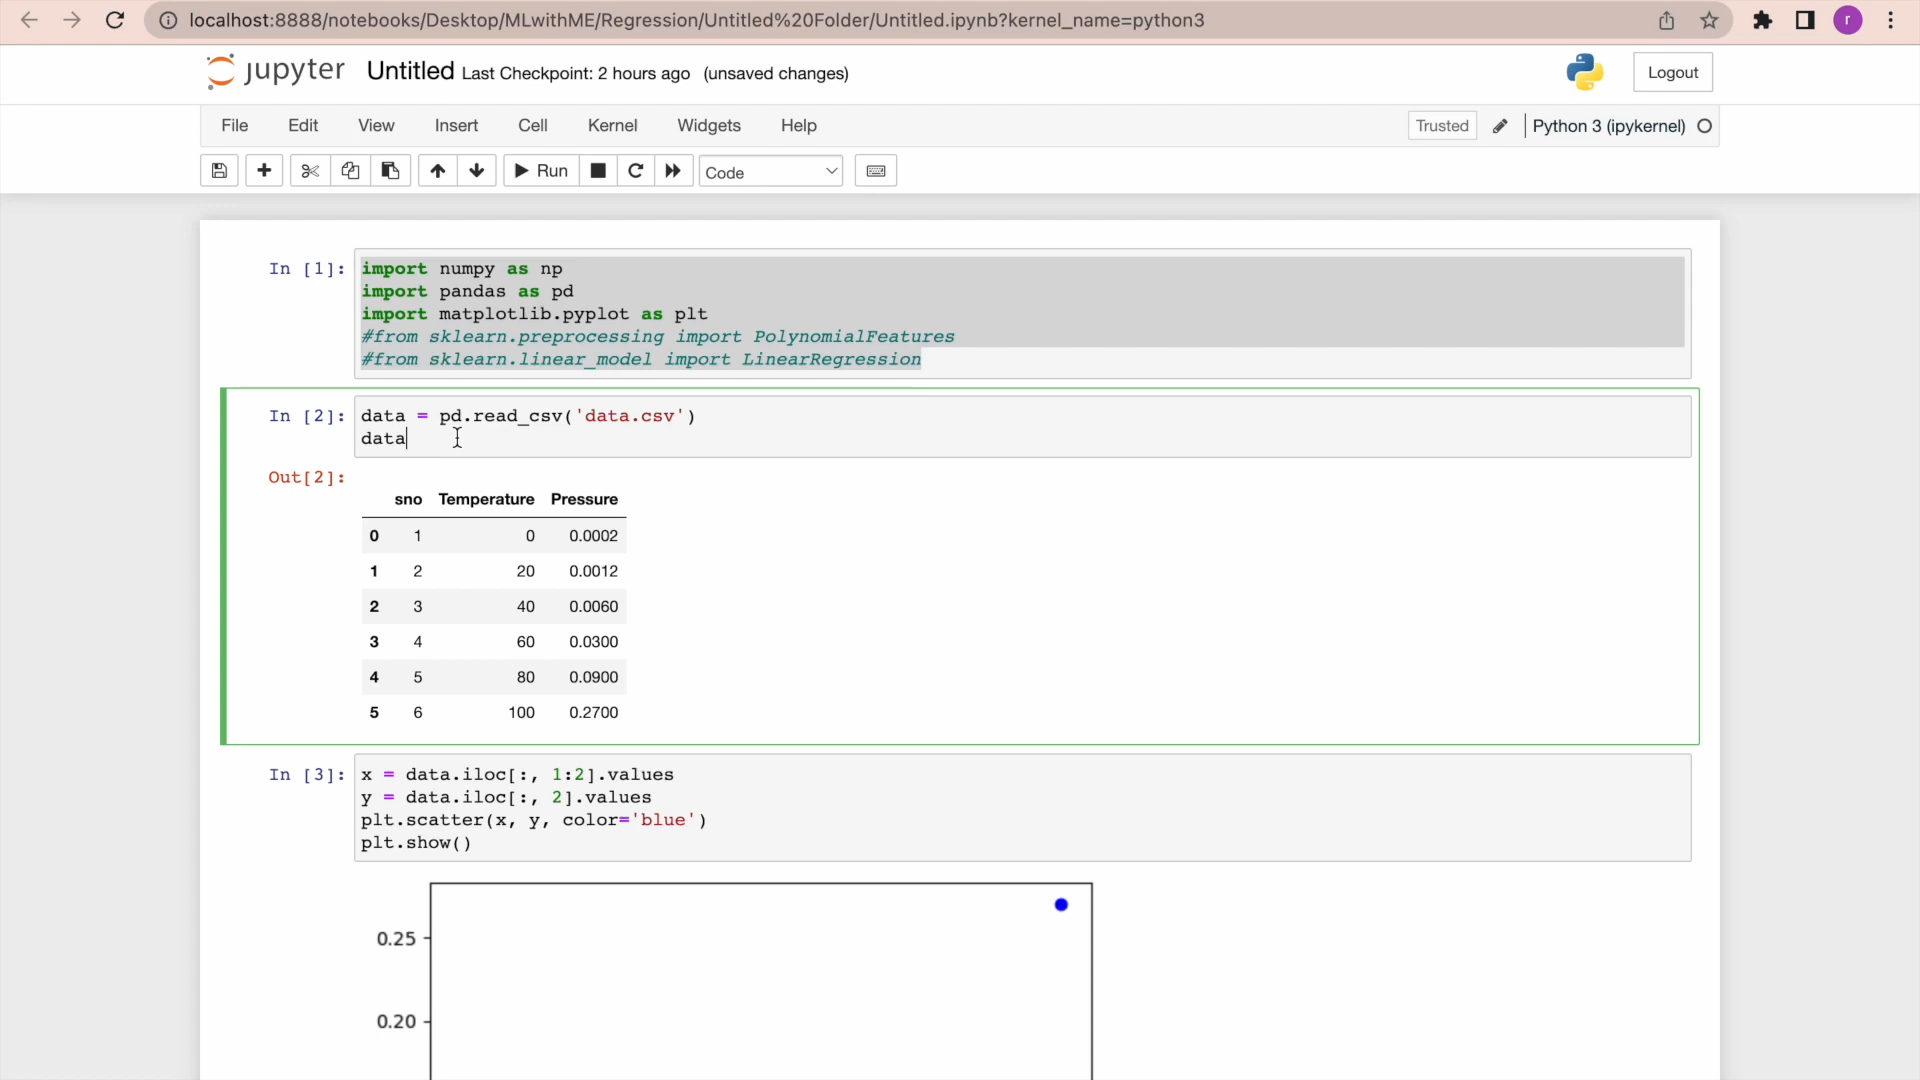 localhost:8888/notebooks/Desktop/MLwithME/Regression/Untitled%20Folder/Untitled.ipynb?kernel_name=python3
r
jupyter Untitled Last Checkpoint: 2 hours ago (unsaved changes)
Logout
File Edit View Insert Cell Kernel Widgets Help
Trusted Python 3 (ipykernel)
Run Code
In [1]: import numpy as np
import pandas as pd
import matplotlib.pyplot as plt
#from sklearn.preprocessing import PolynomialFeatures
#from sklearn.linear_model import LinearRegression
In [2]: data = pd.read_csv('data.csv')
data
Out[2]:
sno Temperature Pressure
0 1 0 0.0002
1 2 20 0.0012
2 3 40 0.0060
3 4 60 0.0300
4 5 80 0.0900
5 6 100 0.2700
In [3]: x = data.iloc[:, 1:2].values
y = data.iloc[:, 2].values
plt.scatter(x, y, color='blue')
plt.show()
0.25
0.20